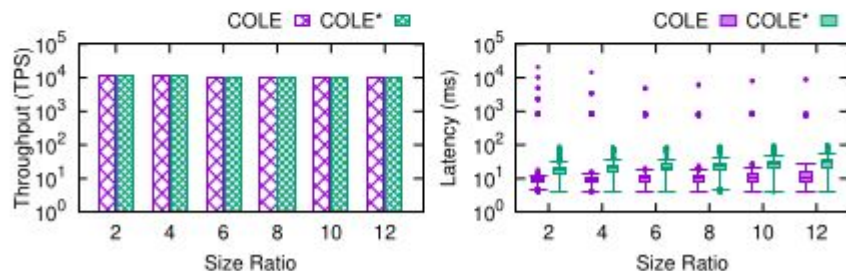 COLE COLE*
Throughput (TPS)
10^5
10^4
10^3
10^2
10^1
10^0
2 4 6 8 10 12
Size Ratio
COLE COLE*
Latency (ms)
10^5
10^4
10^3
10^2
10^1
10^0
2 4 6 8 10 12
Size Ratio